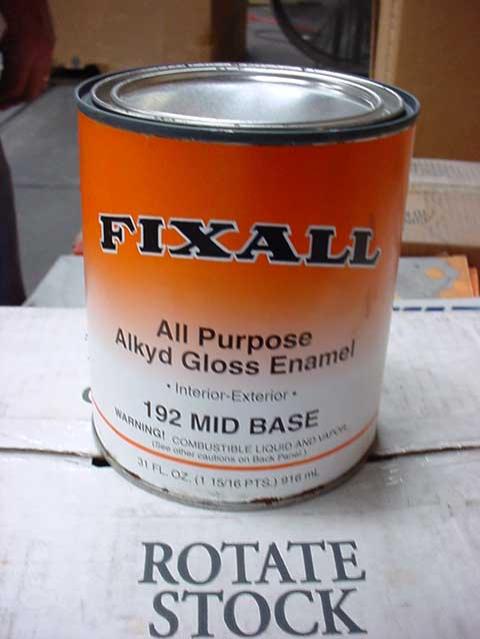 FIXALL
All Purpose
Alkyd Gloss Enamel
• Interior-Exterior •
192 MID BASE
WARNING! COMBUSTIBLE LIQUID AND VAPOR.
(See other cautions on Back Panel.)
31 FL. OZ. (1 15/16 PTS.) 916 mL
ROTATE
STOCK